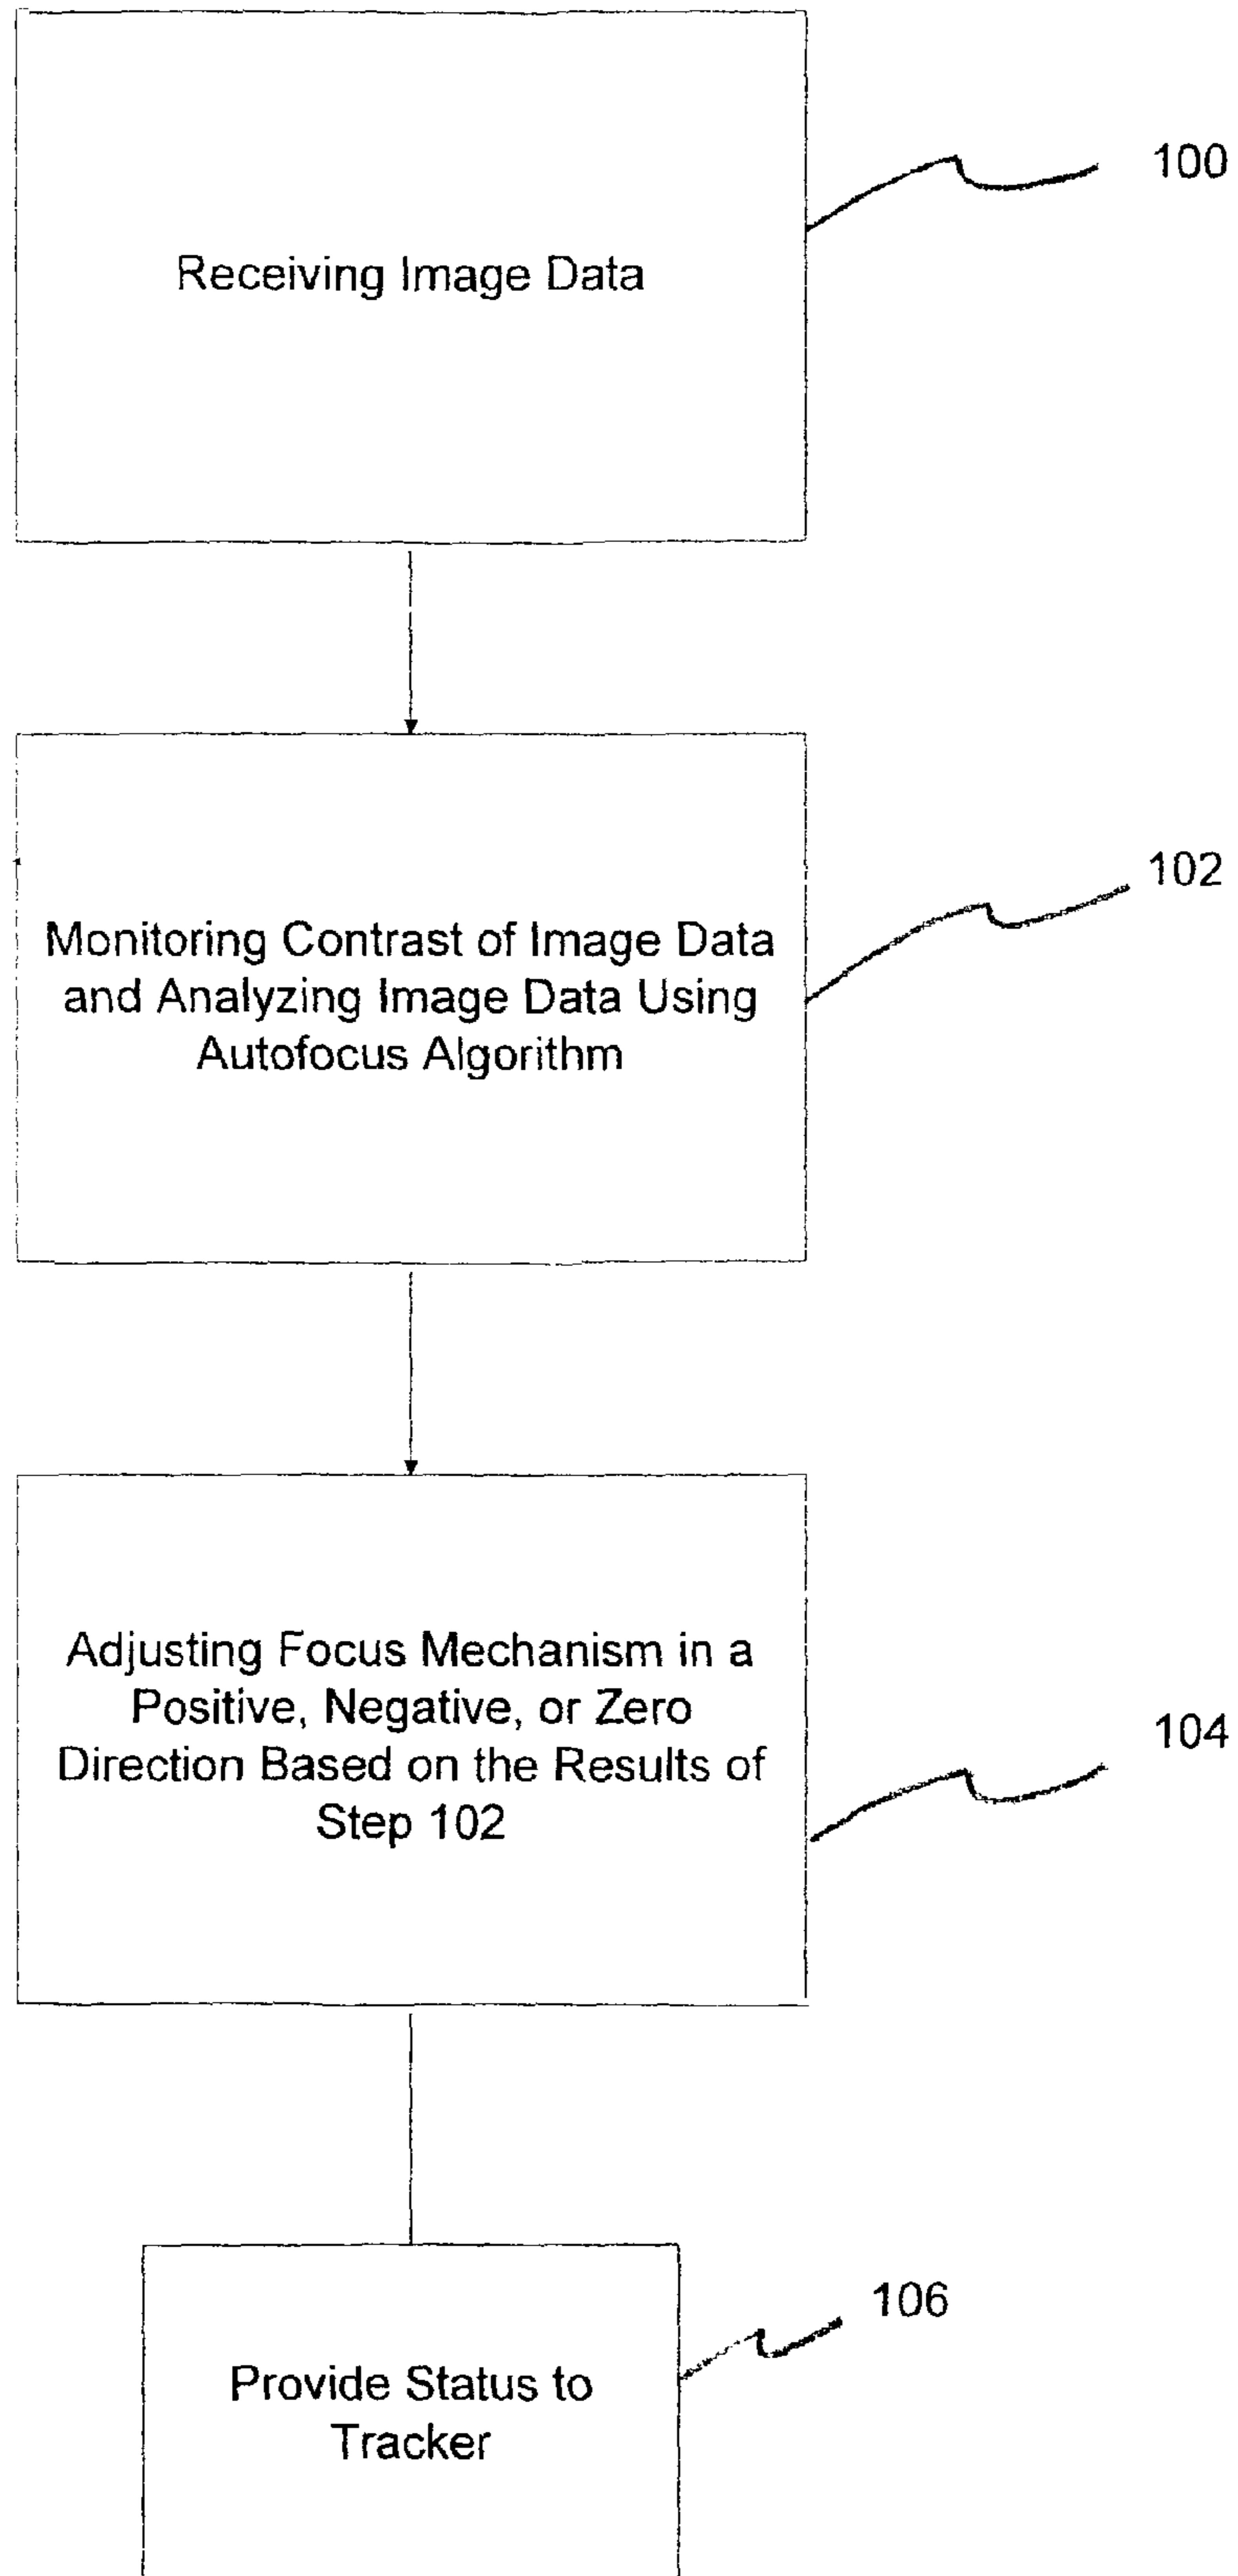 Receiving Image Data
100
Monitoring Contrast of Image Data
and Analyzing Image Data Using
Autofocus Algorithm
102
Adjusting Focus Mechanism in a
Positive, Negative, or Zero
Direction Based on the Results of
Step 102
104
Provide Status to
Tracker
106